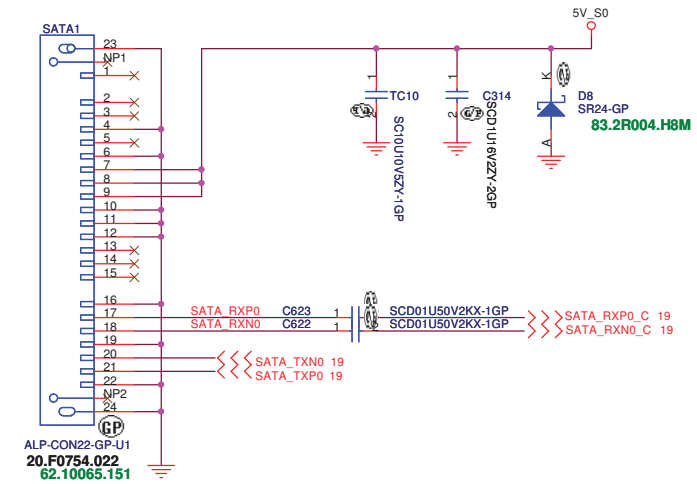 SATA1
5V_S0
23
NP1
1
2
3
4
5
6
7
8
9
10
11
12
13
14
15
16
17
18
19
20
21
22
NP2
24
1
2
TC10
SC10U10V5ZY-1GP
1
2
C314
SCD1U16V2ZY-2GP
K
A
D8
SR24-GP
83.2R004.H8M
SATA_RXP0 C623 1 SCD01U50V2KX-1GP SATA_RXP0_C 19
SATA_RXN0 C622 1 2 SCD01U50V2KX-1GP SATA_RXN0_C 19
SATA_TXN0 19
SATA_TXP0 19
GP
ALP-CON22-GP-U1
20.F0754.022
62.10065.151